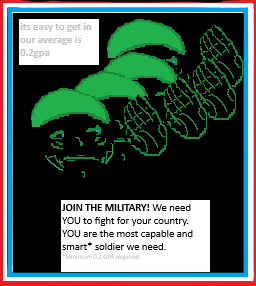 its easy to get in
our average is
0.2gpa
JOIN THE MILITARY! We need
YOU to fight for your country.
YOU are the most capable and
smart* soldier we need.
*Minimum 0.2 GPA required